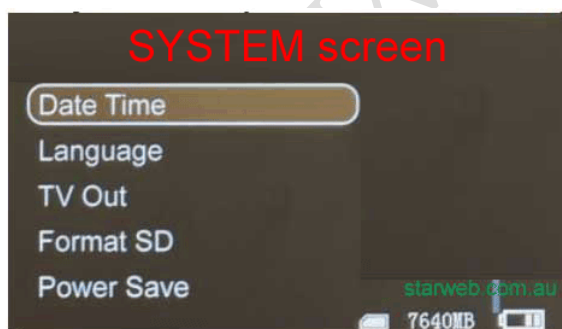 SYSTEM screen
Date Time
Language
TV Out
Format SD
Power Save
starweb.com.au
7640MB